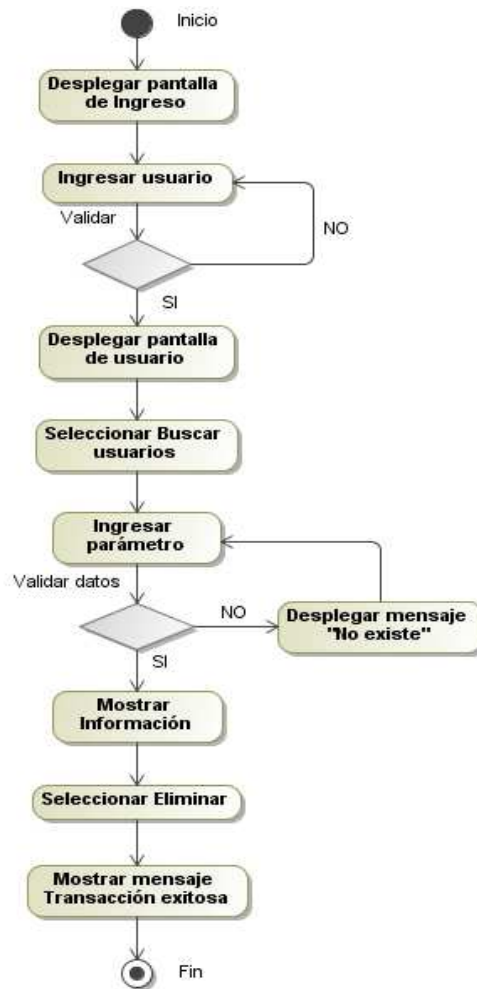 Inicio
Desplegar pantalla
de Ingreso
Ingresar usuario
Validar
NO
SI
Desplegar pantalla
de usuario
Seleccionar Buscar
usuarios
Ingresar
parámetro
Validar datos
NO
Desplegar mensaje
"No existe"
SI
Mostrar
Información
Seleccionar Eliminar
Mostrar mensaje
Transacción exitosa
Fin